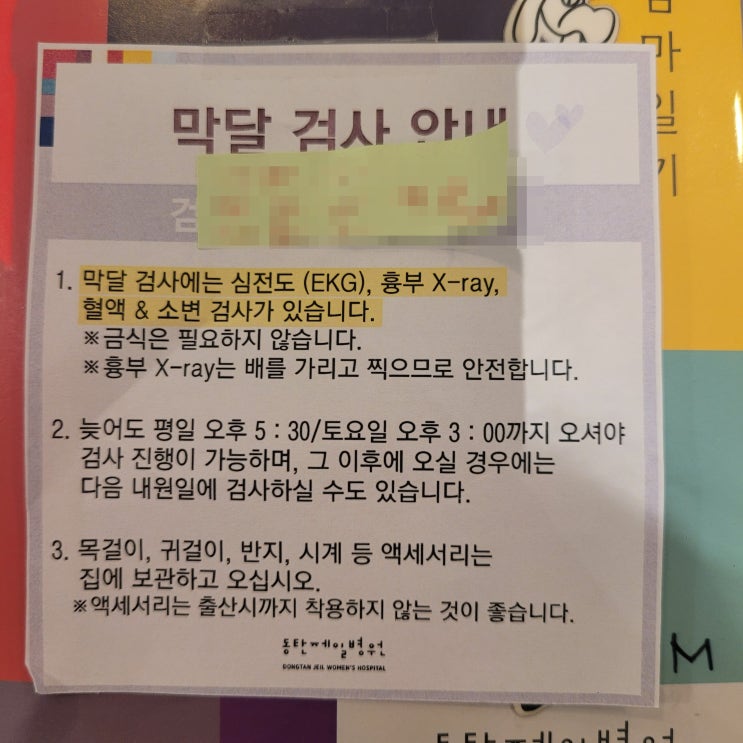 막달 검사 안내
1. 막달 검사에는 심전도 (EKG), 흉부 X-ray,
혈액 & 소변 검사가 있습니다.
※금식은 필요하지 않습니다.
※흉부 X-ray는 배를 가리고 찍으므로 안전합니다.
2. 늦어도 평일 오후 5 : 30/토요일 오후 3 : 00까지 오셔야
검사 진행이 가능하며, 그 이후에 오실 경우에는
다음 내원일에 검사하실 수도 있습니다.
3. 목걸이, 귀걸이, 반지, 시계 등 액세서리는
집에 보관하고 오십시오.
※액세서리는 출산시까지 착용하지 않는 것이 좋습니다.
동탄제일병원
DONGTAN JEIL WOMEN'S HOSPITAL
마
일
기
M
동탄제일병원